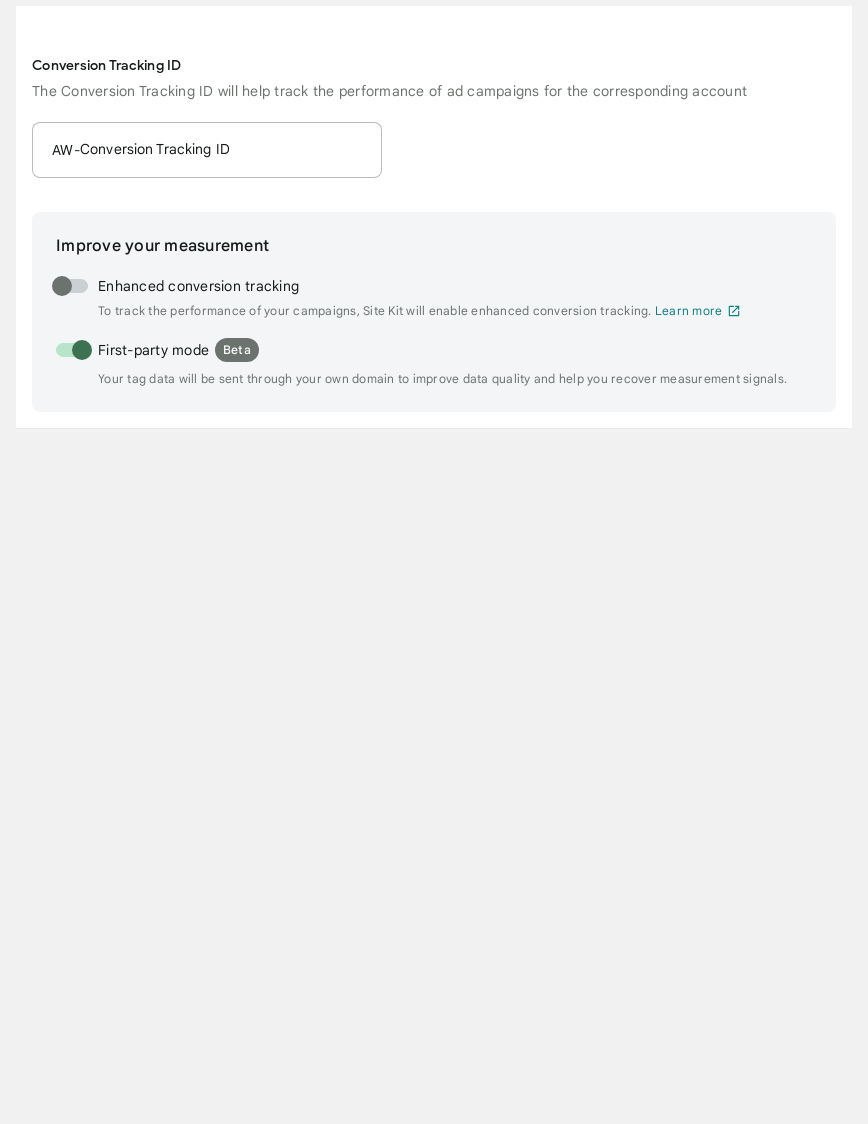 Conversion Tracking ID
The Conversion Tracking ID will help track the performance of ad campaigns for the corresponding account
AW-Conversion Tracking ID
Improve your measurement
Enhanced conversion tracking
To track the performance of your campaigns, Site Kit will enable enhanced conversion tracking. Learn more
First-party mode Beta
Your tag data will be sent through your own domain to improve data quality and help you recover measurement signals.